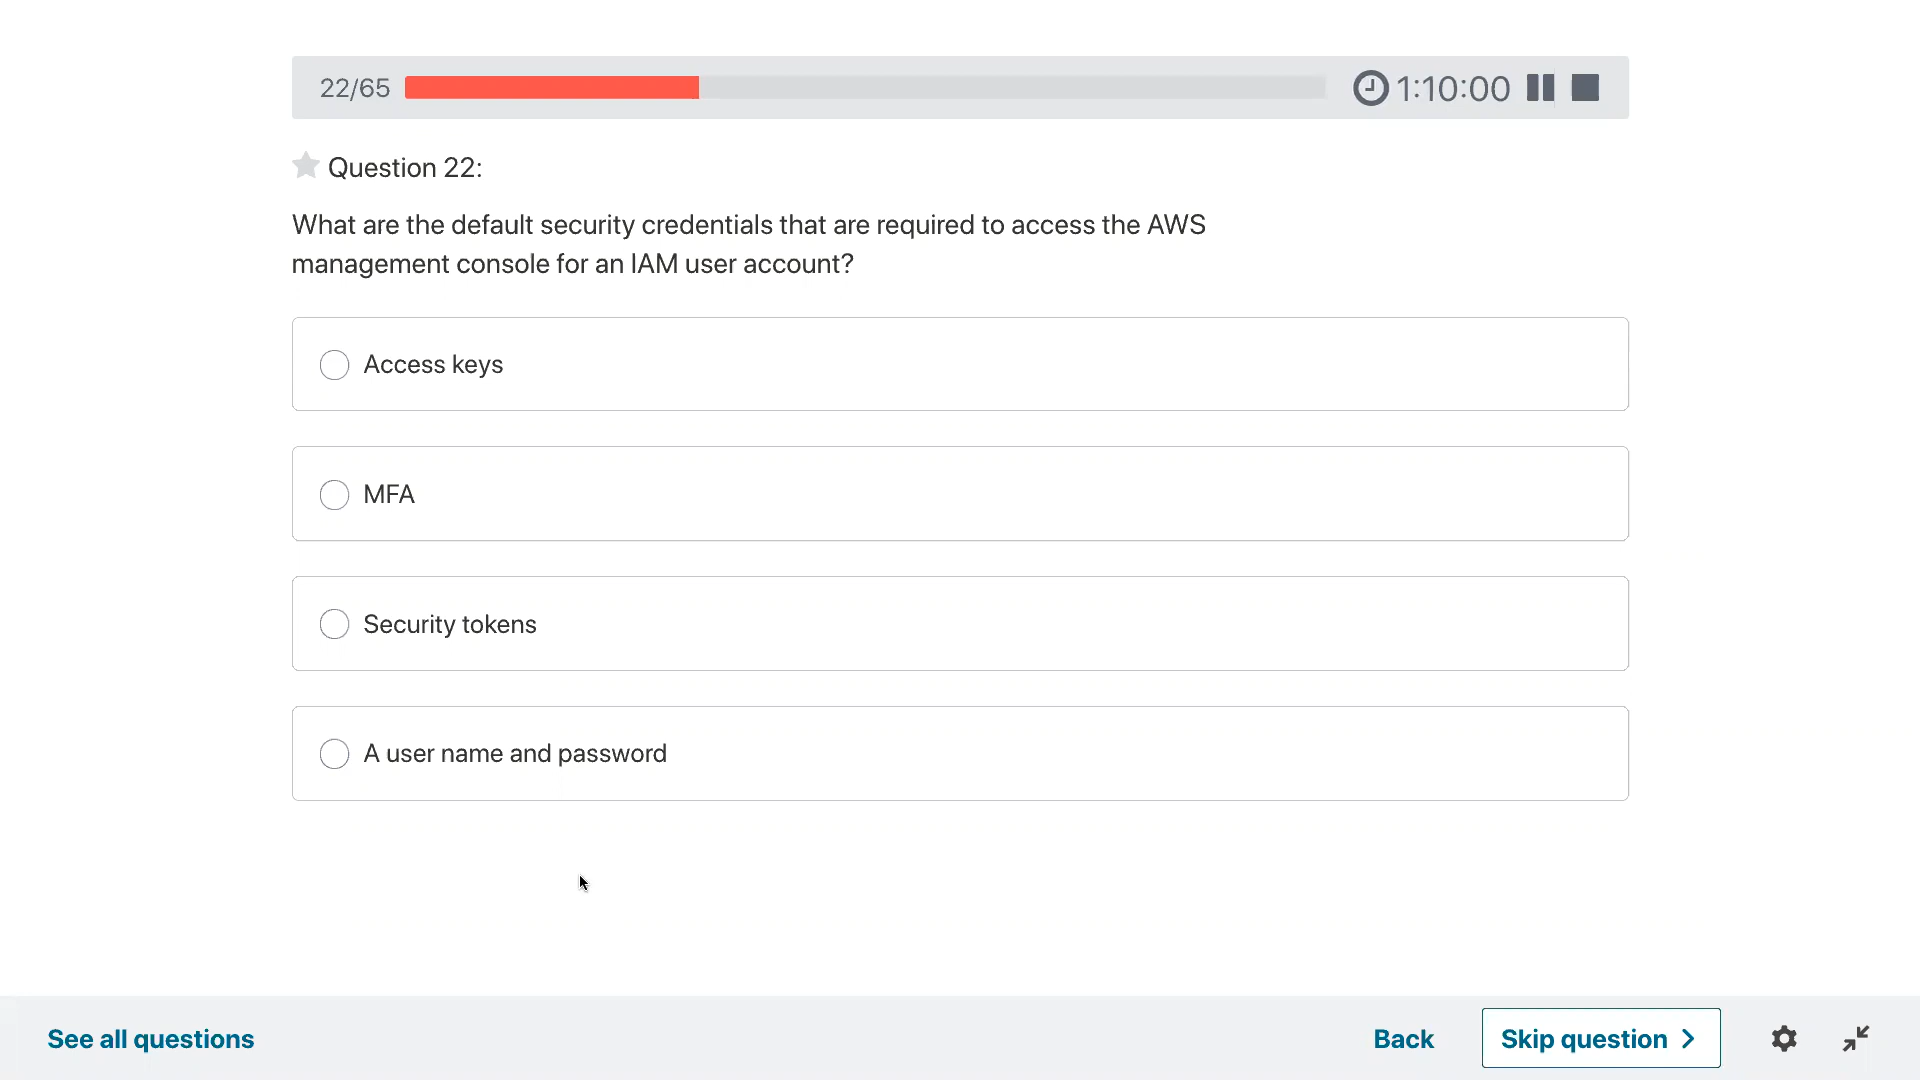 22/65
1:10:00
Question 22:
What are the default security credentials that are required to access the AWS
management console for an IAM user account?
Access keys
MFA
Security tokens
A user name and password
See all questions
Back
Skip question